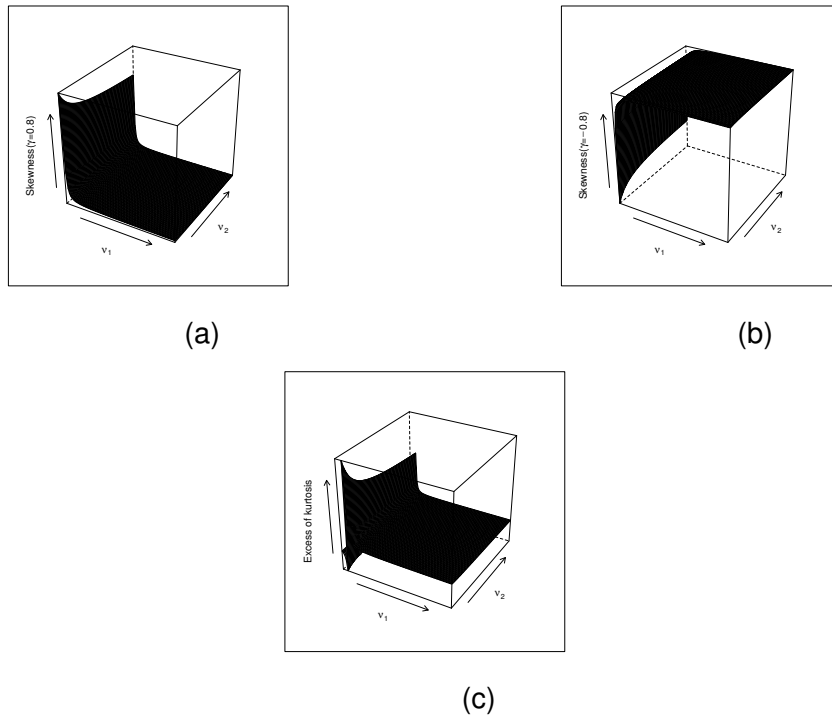 Skewness(γ=0.8)
ν1
ν2
(a)
Skewness(γ=−0.8)
ν1
ν2
(b)
Excess of kurtosis
ν1
ν2
(c)